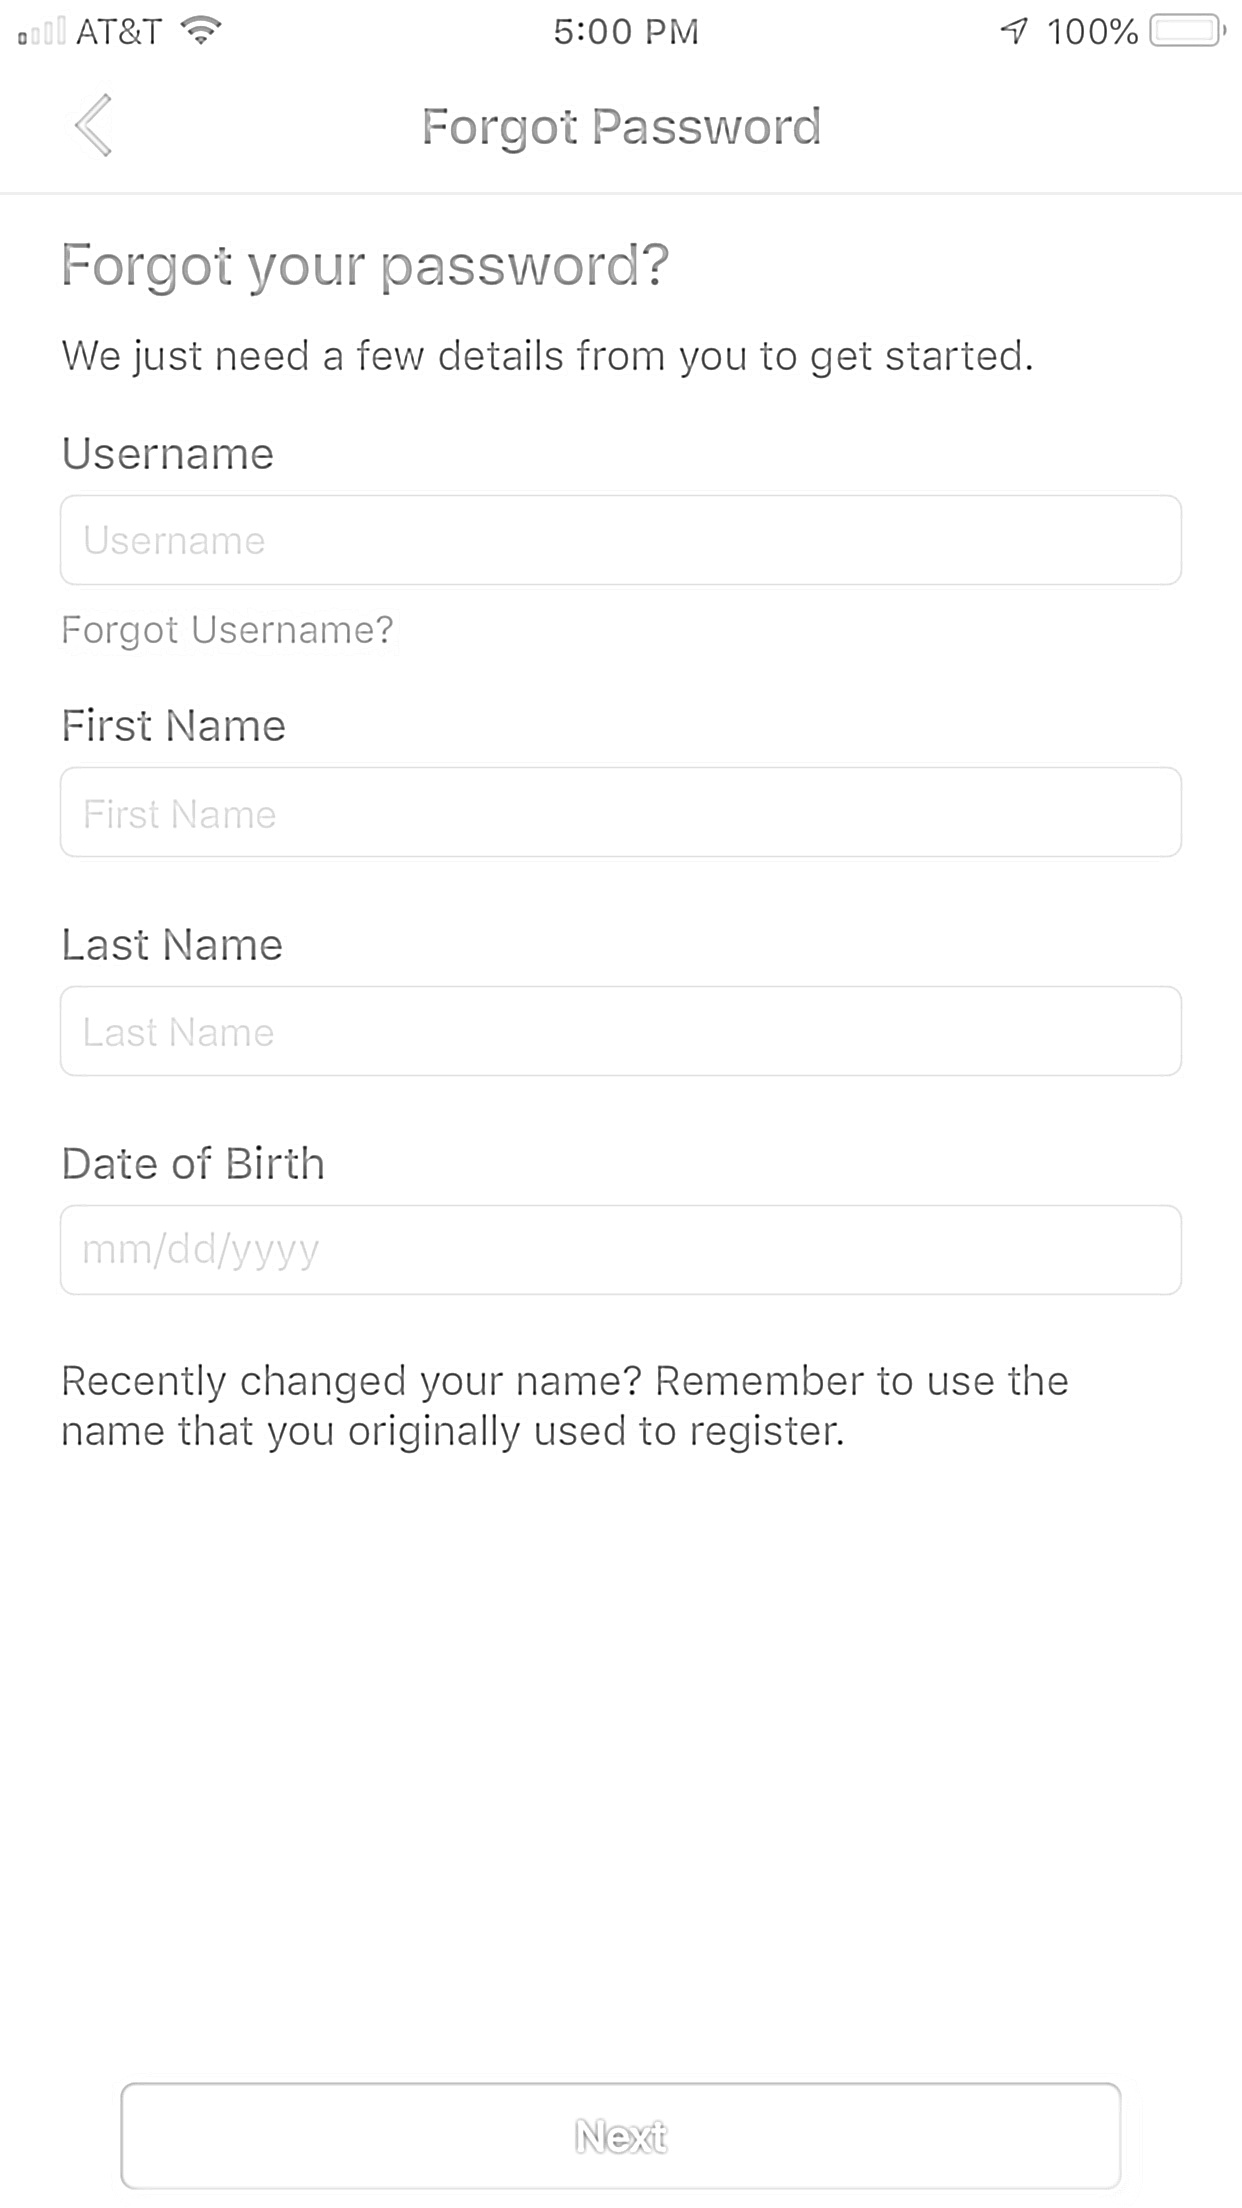 AT&T 5:00 PM 100%
Forgot Password
Forgot your password?
We just need a few details from you to get started.
Username
Username
Forgot Username?
First Name
First Name
Last Name
Last Name
Date of Birth
mm/dd/yyyy
Recently changed your name? Remember to use the
name that you originally used to register.
Next